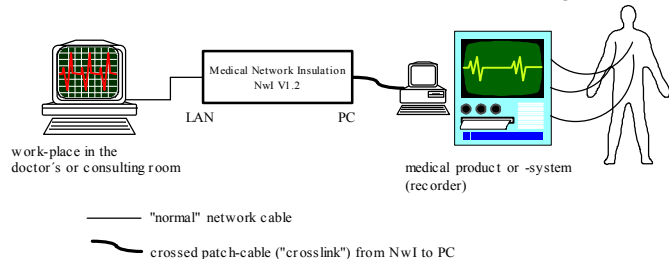 Medical Network Insulation
NwI V1.2
LAN
PC
work-place in the
doctor´s or consulting room
medical product or -system
(recorder)
"normal" network cable
crossed patch-cable ("crosslink") from NwI to PC